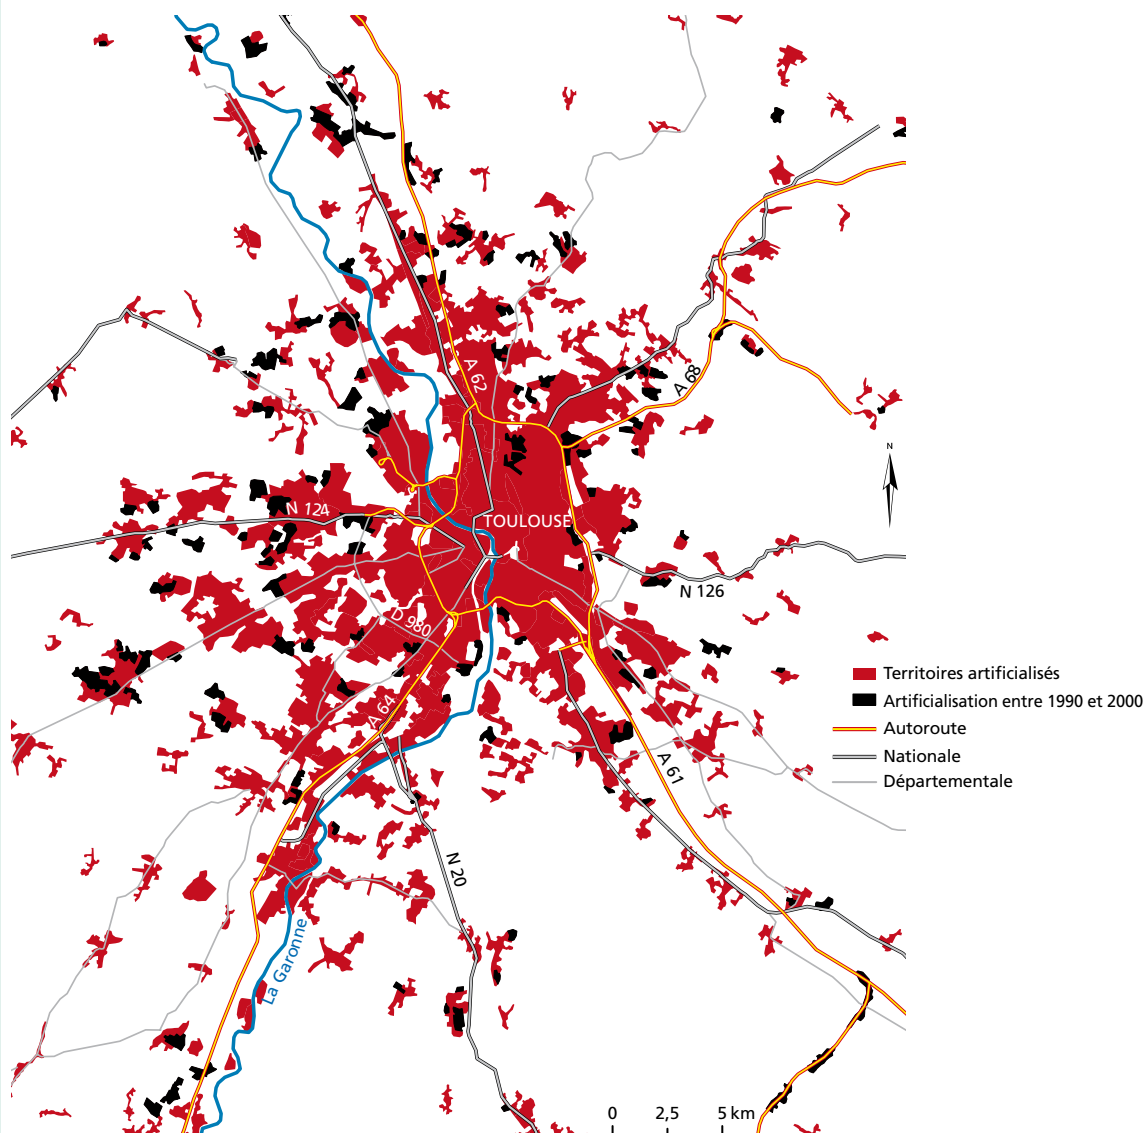 A 62
A 68
N
N 124
TOULOUSE
N 126
D 980
Territoires artificialisés
Artificialisation entre 1990 et 2000
A 64
Autoroute
Nationale
A 61
Départementale
N 20
La Garonne
0 2,5 5 km